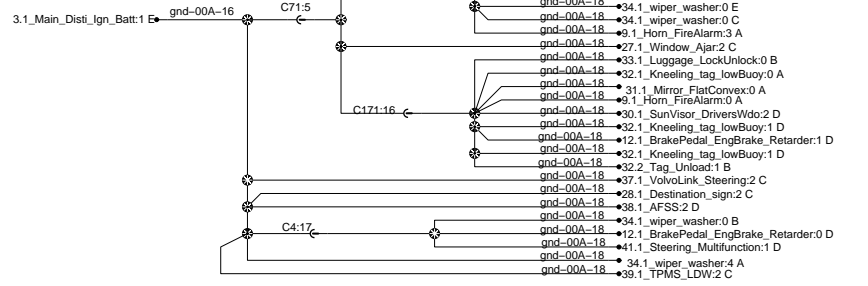 gnd-00A-18 34.1_wiper_washer:0 E
3.1_Main_Disti_Ign_Batt:1 E gnd-00A-16 C71:5 gnd-00A-18 34.1_wiper_washer:0 C
gnd-00A-18 9.1_Horn_FireAlarm:3 A
gnd-00A-18 27.1_Window_Ajar:2 C
gnd-00A-18 33.1_Luggage_LockUnlock:0 B
gnd-00A-18 32.1_Kneeling_tag_lowBuoy:0 A
gnd-00A-18 31.1_Mirror_FlatConvex:0 A
gnd-00A-18 9.1_Horn_FireAlarm:0 A
C171:16 gnd-00A-18 30.1_SunVisor_DriversWdo:2 D
gnd-00A-18 32.1_Kneeling_tag_lowBuoy:1 D
gnd-00A-18 12.1_BrakePedal_EngBrake_Retarder:1 D
gnd-00A-18 32.1_Kneeling_tag_lowBuoy:1 D
gnd-00A-18 32.2_Tag_Unload:1 B
gnd-00A-18 37.1_VolvoLink_Steering:2 C
gnd-00A-18 28.1_Destination_sign:2 C
gnd-00A-18 38.1_AFSS:2 D
gnd-00A-18 34.1_wiper_washer:0 B
C4:17 gnd-00A-18 12.1_BrakePedal_EngBrake_Retarder:0 D
gnd-00A-18 41.1_Steering_Multifunction:1 D
gnd-00A-18 34.1_wiper_washer:4 A
gnd-00A-18 39.1_TPMS_LDW:2 C